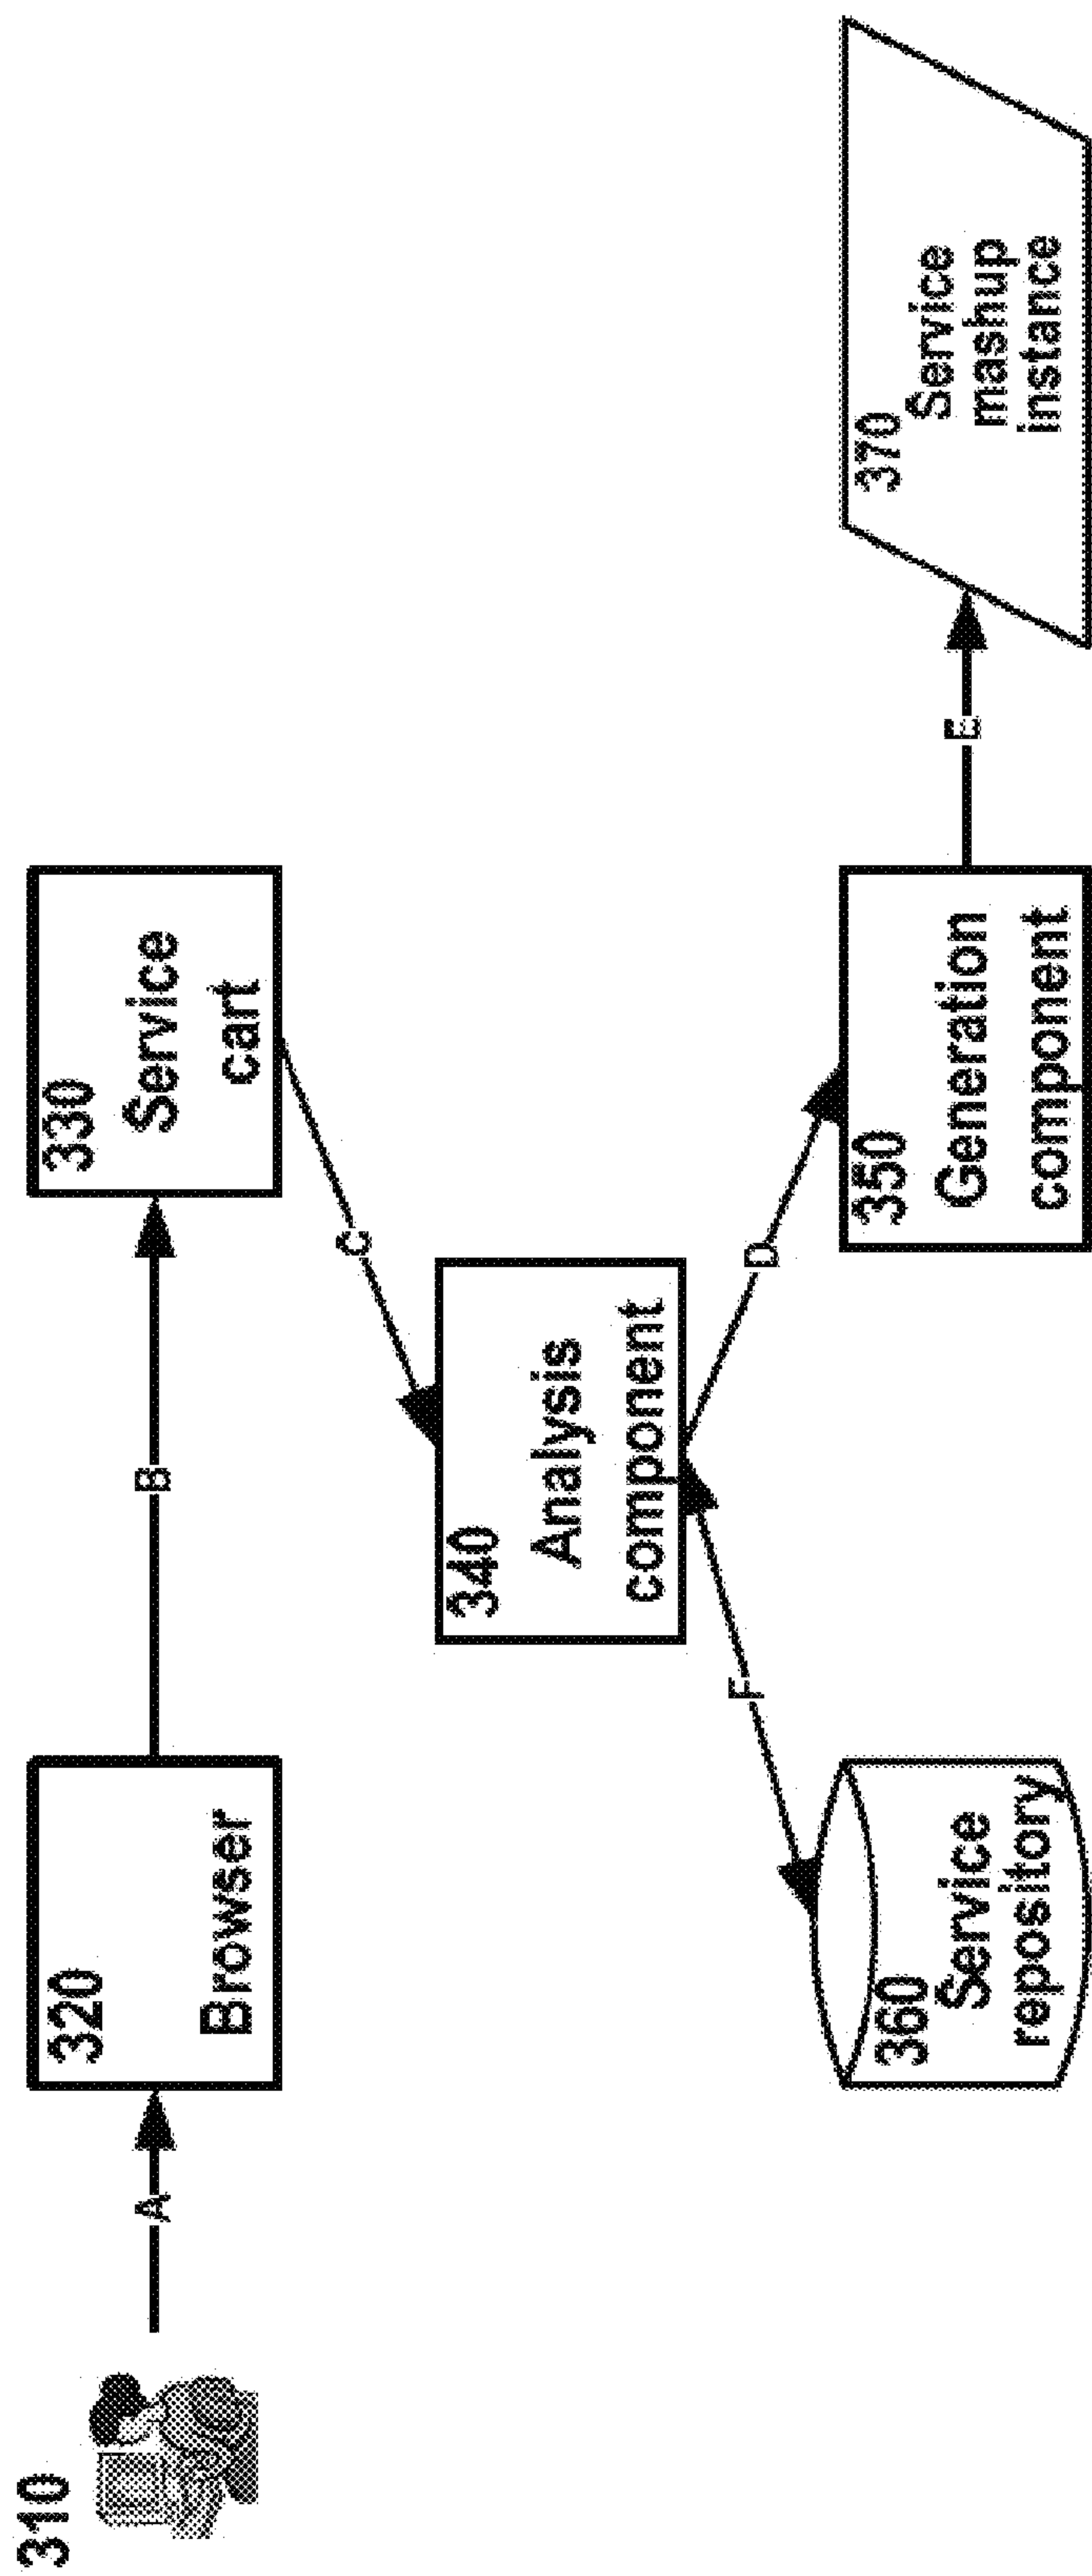 310
A
320
Browser
B
330
Service
cart
C
340
Analysis
component
F
D
360
Service
repository
350
Generation
component
E
370
Service
mashup
instance